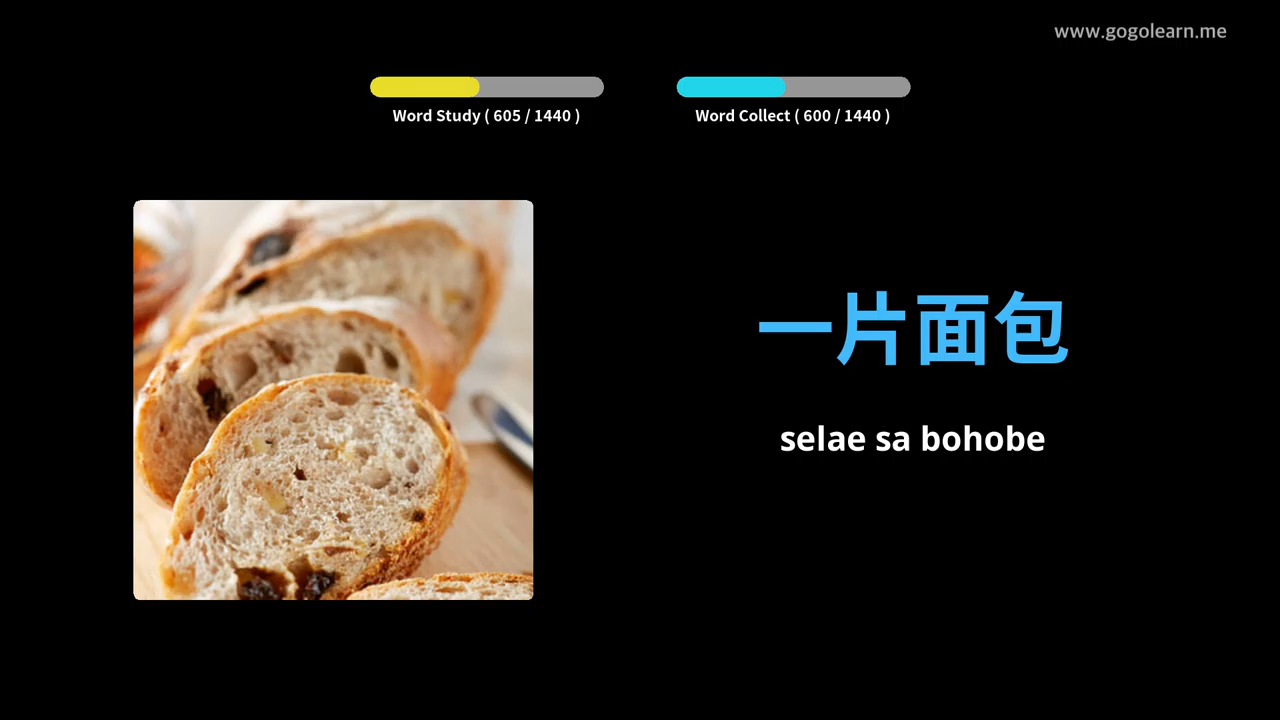 www.gogolearn.me
Word Study ( 605 / 1440 )
Word Collect ( 600 / 1440 )
一片面包
selae sa bohobe